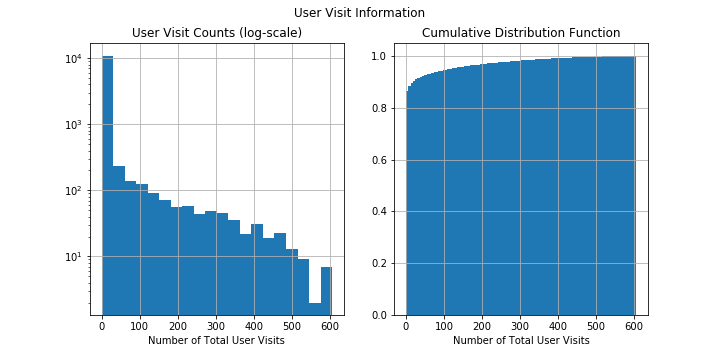 User Visit Information
User Visit Counts (log-scale)
10^4
10^3
10^2
10^1
0 100 200 300 400 500 600
Number of Total User Visits
Cumulative Distribution Function
1.0
0.8
0.6
0.4
0.2
0.0
0 100 200 300 400 500 600
Number of Total User Visits